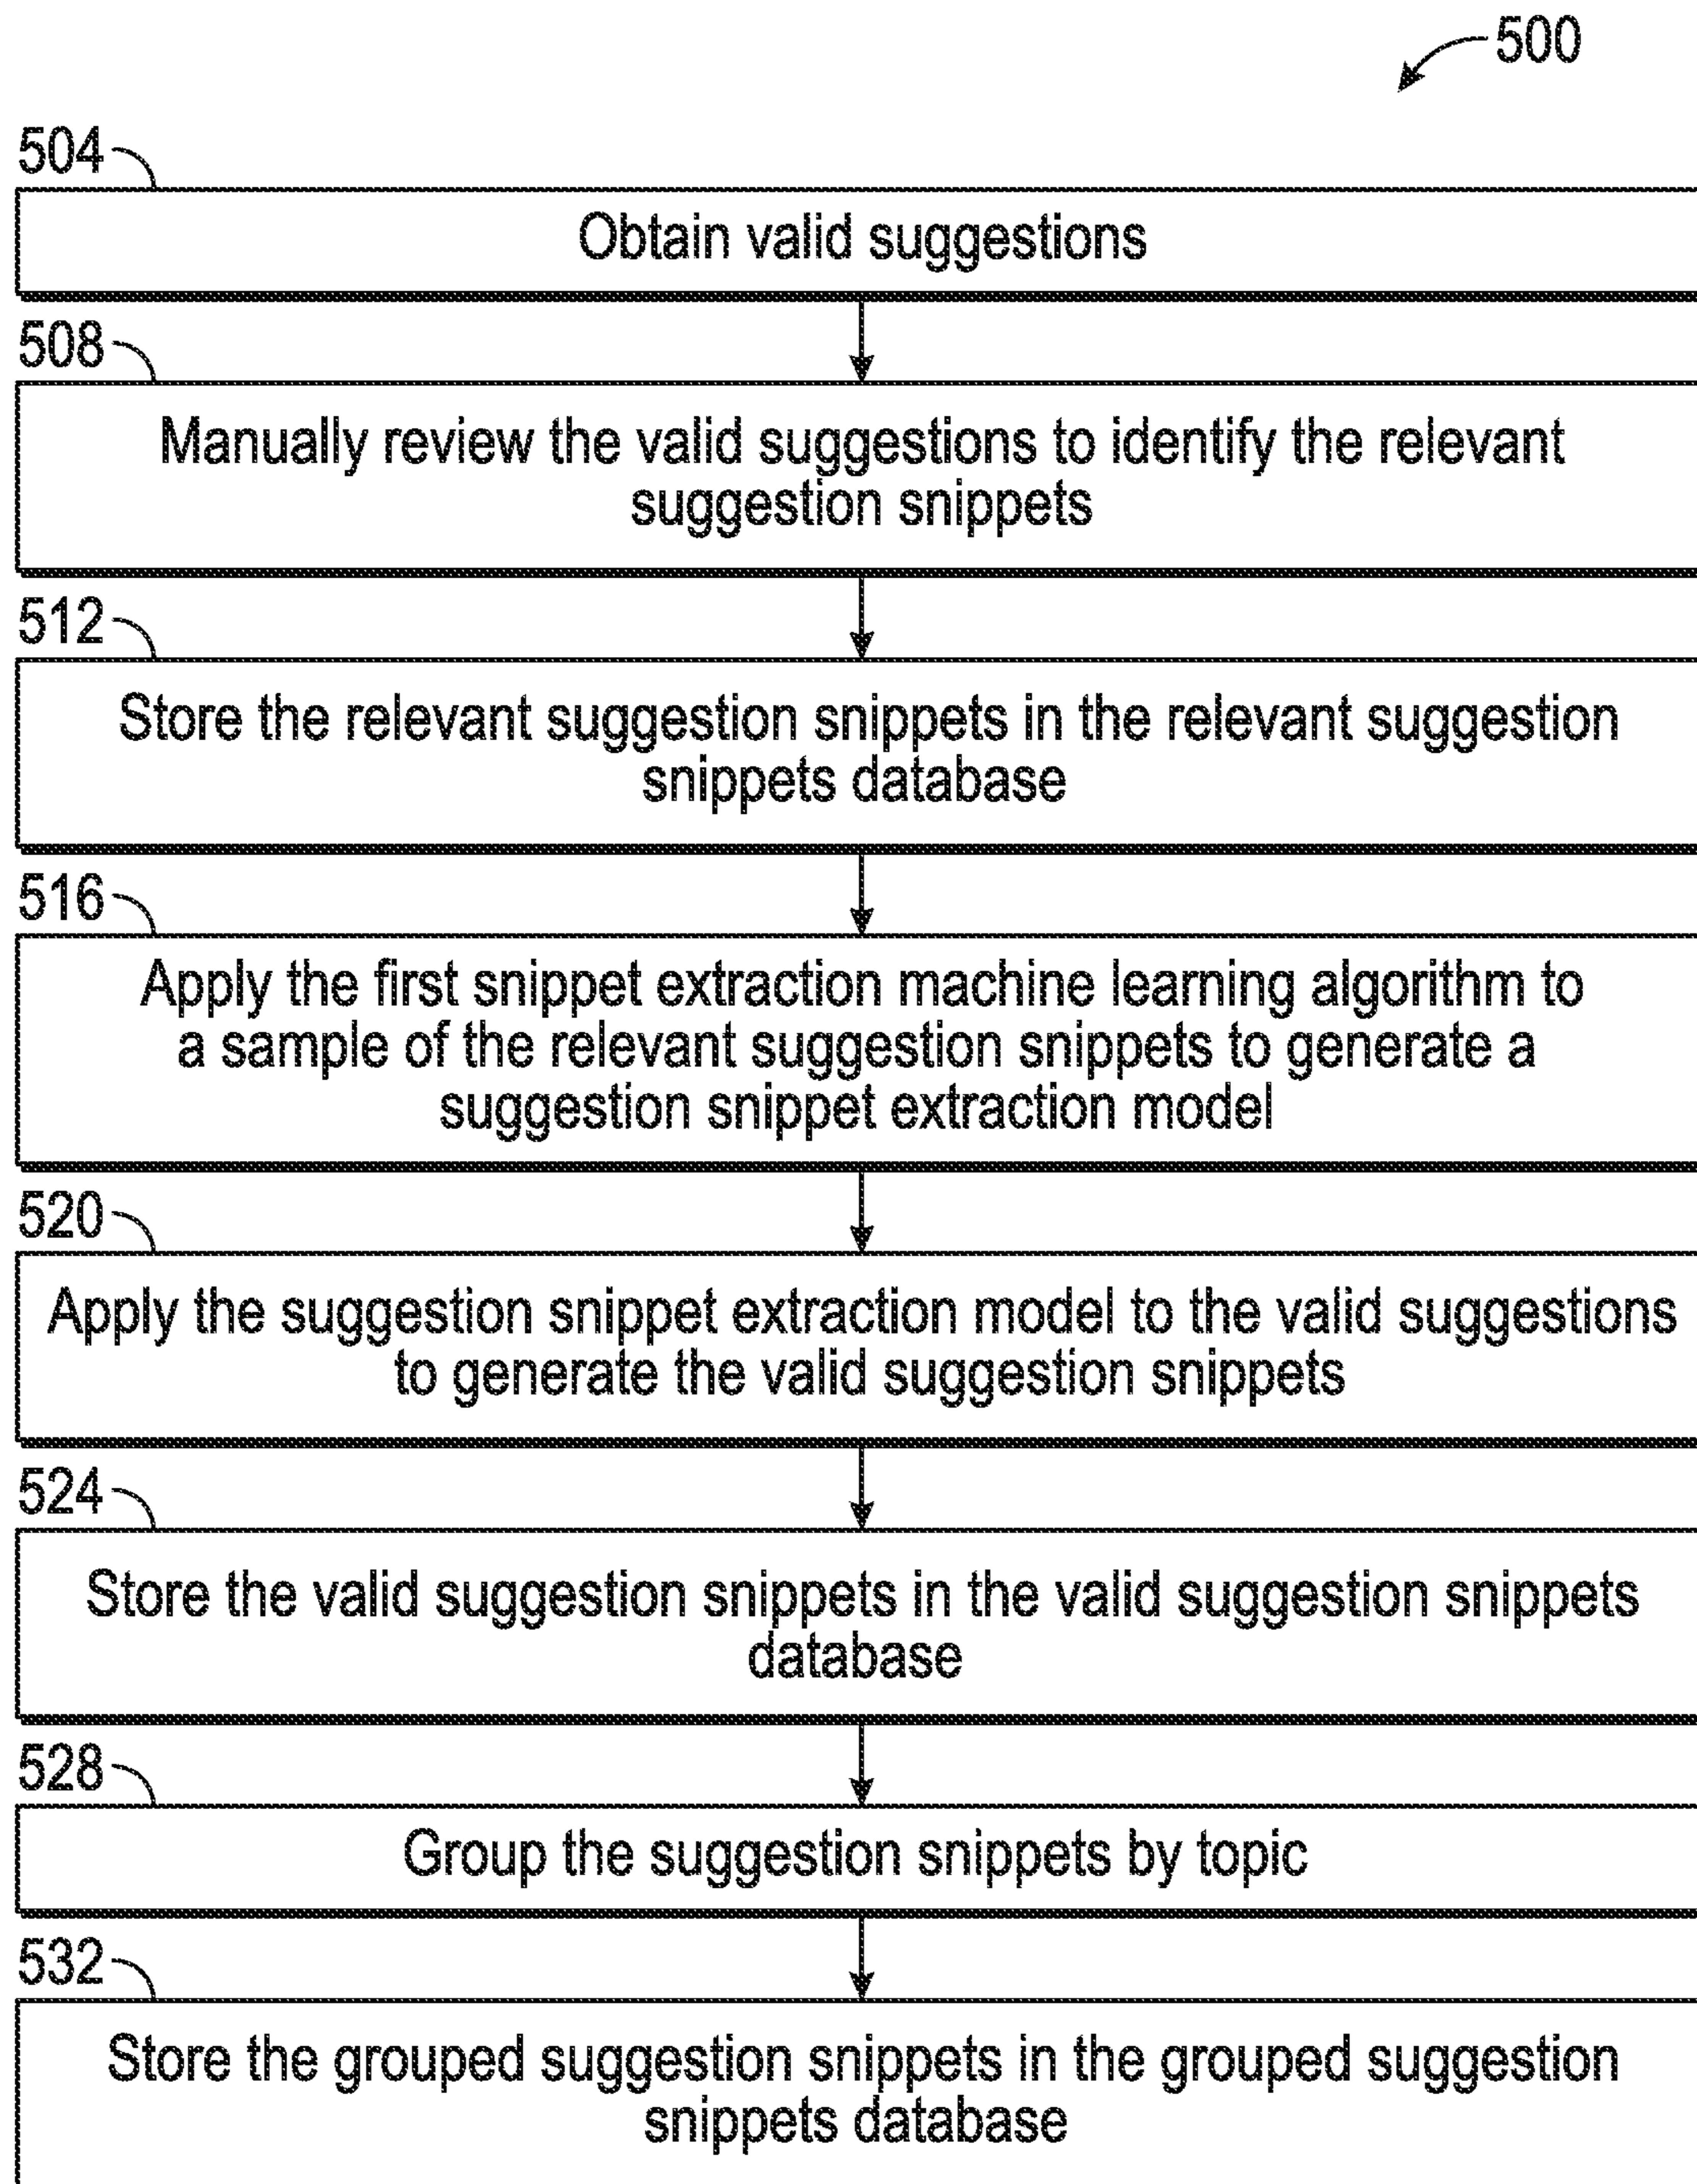 500
504
Obtain valid suggestions
508
Manually review the valid suggestions to identify the relevant
suggestion snippets
512
Store the relevant suggestion snippets in the relevant suggestion
snippets database
516
Apply the first snippet extraction machine learning algorithm to
a sample of the relevant suggestion snippets to generate a
suggestion snippet extraction model
520
Apply the suggestion snippet extraction model to the valid suggestions
to generate the valid suggestion snippets
524
Store the valid suggestion snippets in the valid suggestion snippets
database
528
Group the suggestion snippets by topic
532
Store the grouped suggestion snippets in the grouped suggestion
snippets database